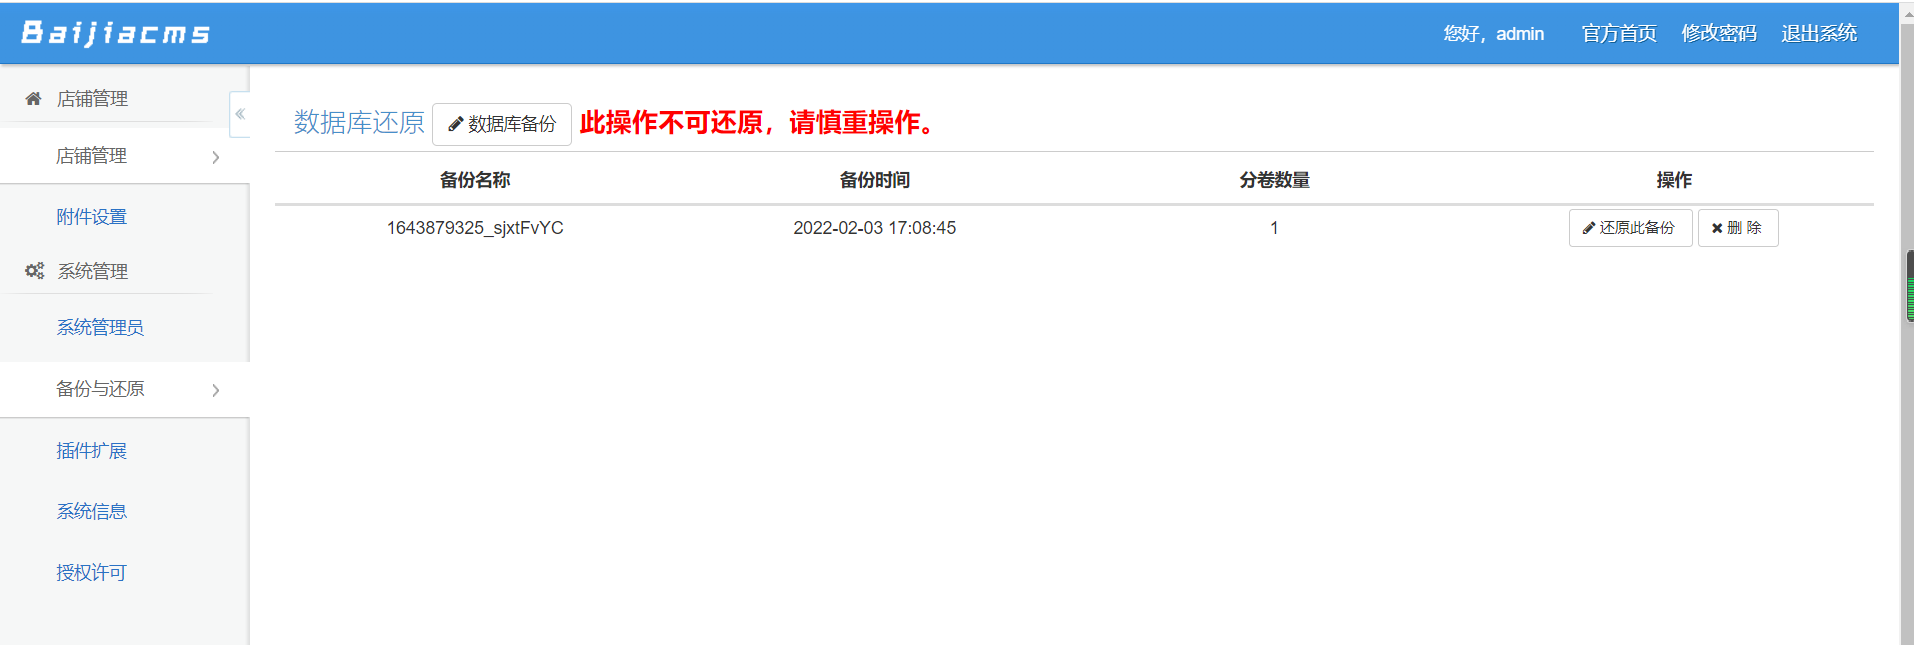 Baijiacms
您好，admin 官方首页 修改密码 退出系统
店铺管理
店铺管理
附件设置
系统管理
系统管理员
备份与还原
插件扩展
系统信息
授权许可
数据库还原 数据库备份 此操作不可还原，请慎重操作。
备份名称 备份时间 分卷数量 操作
1643879325_sjxtFvYC 2022-02-03 17:08:45 1 还原此备份 删 除